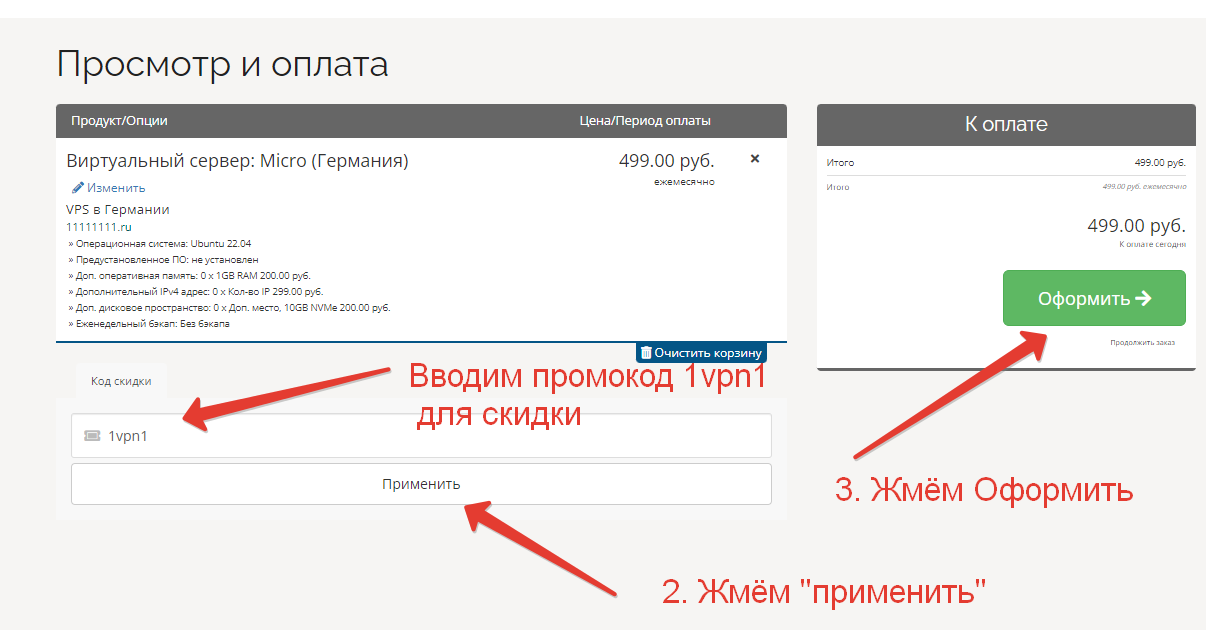 Просмотр и оплата
Продукт/Опции
Цена/Период оплаты
Виртуальный сервер: Micro (Германия)
499.00 руб.
ежемесячно
Изменить
VPS в Германии
11111111.ru
» Операционная система: Ubuntu 22.04
» Предустановленное ПО: не установлен
» Доп. оперативная память: 0 x 1GB RAM 200.00 руб.
» Дополнительный IPv4 адрес: 0 x Кол-во IP 299.00 руб.
» Доп. дисковое пространство: 0 x Доп. место, 10GB NVMe 200.00 руб.
» Еженедельный бэкап: Без бэкапа
Очистить корзину
Код скидки
Вводим промокод 1vpn1
для скидки
1vpn1
Применить
2. Жмём "применить"
К оплате
Итого 499.00 руб.
Итого 499.00 руб. ежемесячно
499.00 руб.
К оплате сегодня
Оформить
Продолжить заказ
3. Жмём Оформить